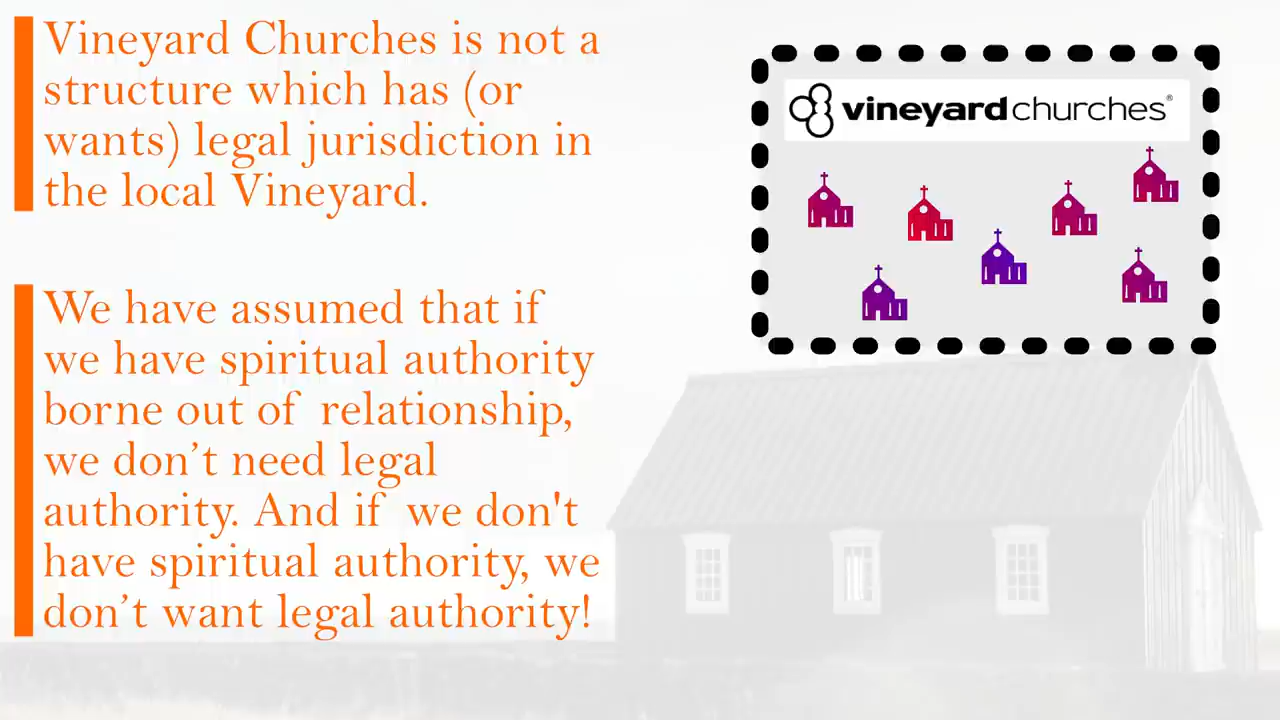 Vineyard Churches is not a
structure which has (or
wants) legal jurisdiction in
the local Vineyard.
We have assumed that if
we have spiritual authority
borne out of relationship,
we don’t need legal
authority. And if we don't
have spiritual authority, we
don’t want legal authority!
vineyardchurches®